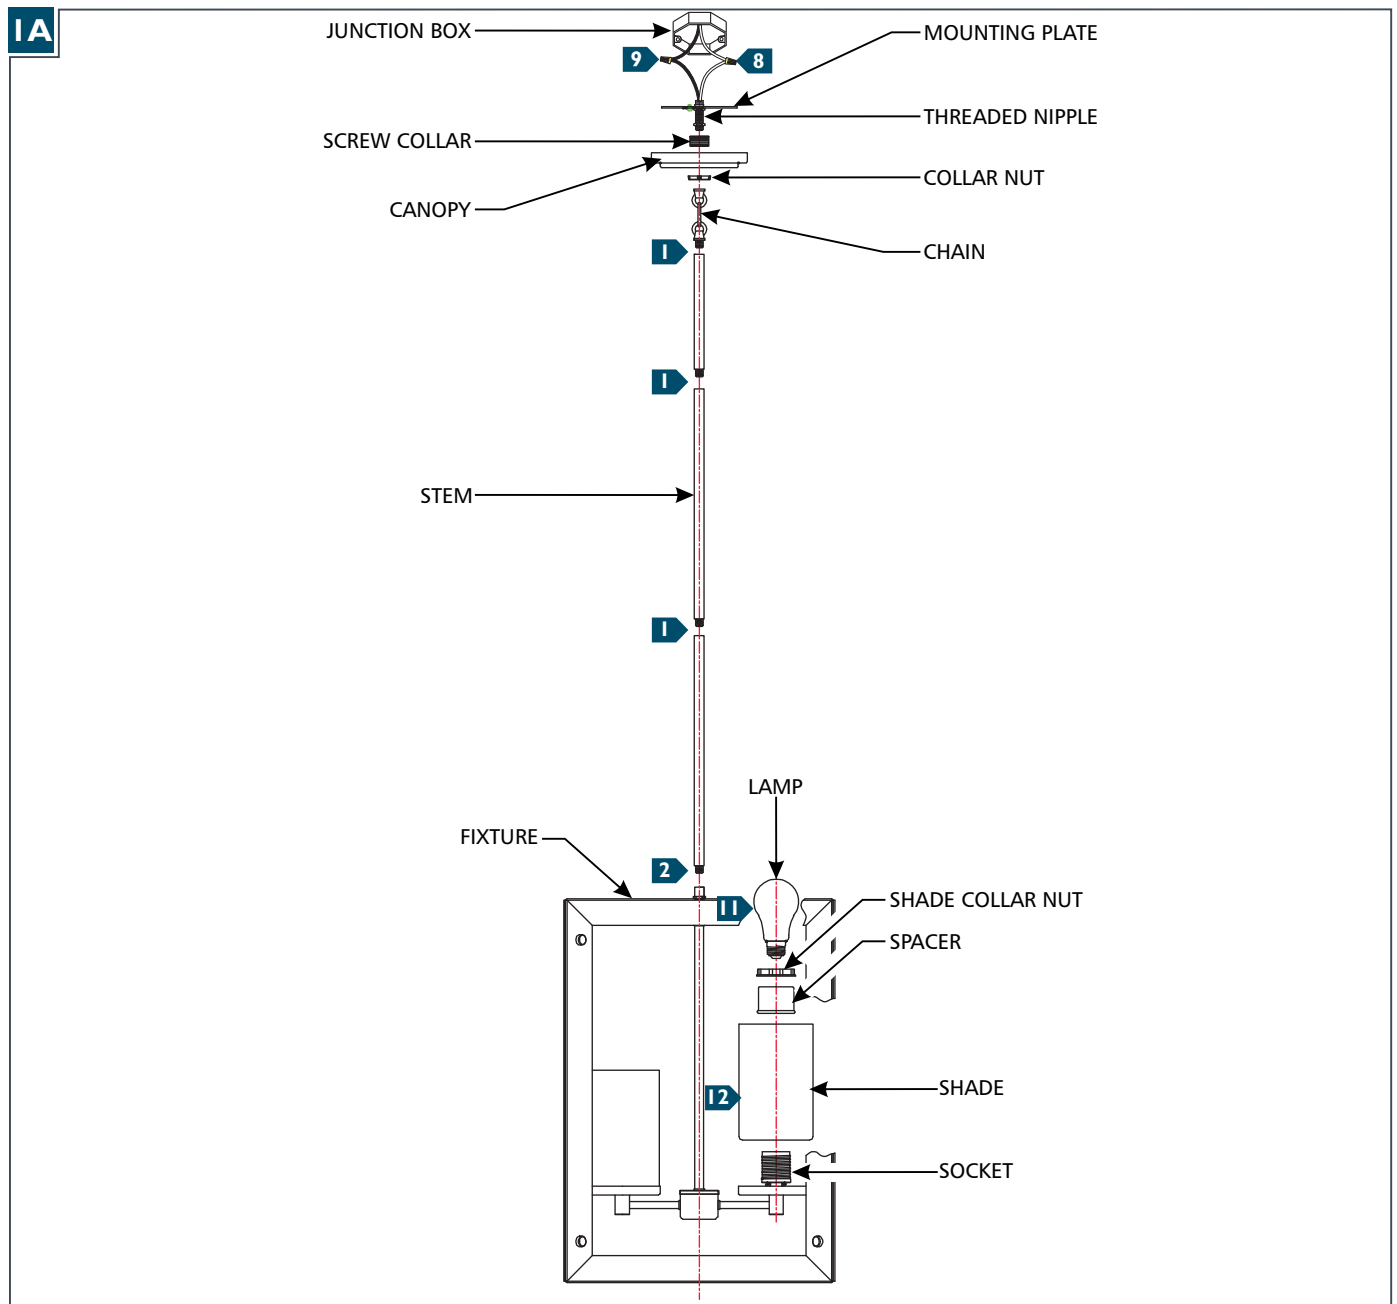 1A
JUNCTION BOX
MOUNTING PLATE
9
8
THREADED NIPPLE
SCREW COLLAR
COLLAR NUT
CANOPY
1
CHAIN
1
STEM
1
LAMP
FIXTURE
2
11
SHADE COLLAR NUT
SPACER
12
SHADE
SOCKET